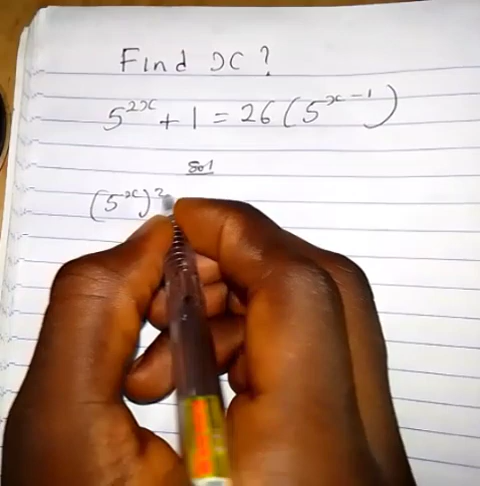 Find x?
5^{2x} + 1 = 26(5^{x-1})
Sol
(5^x)^2